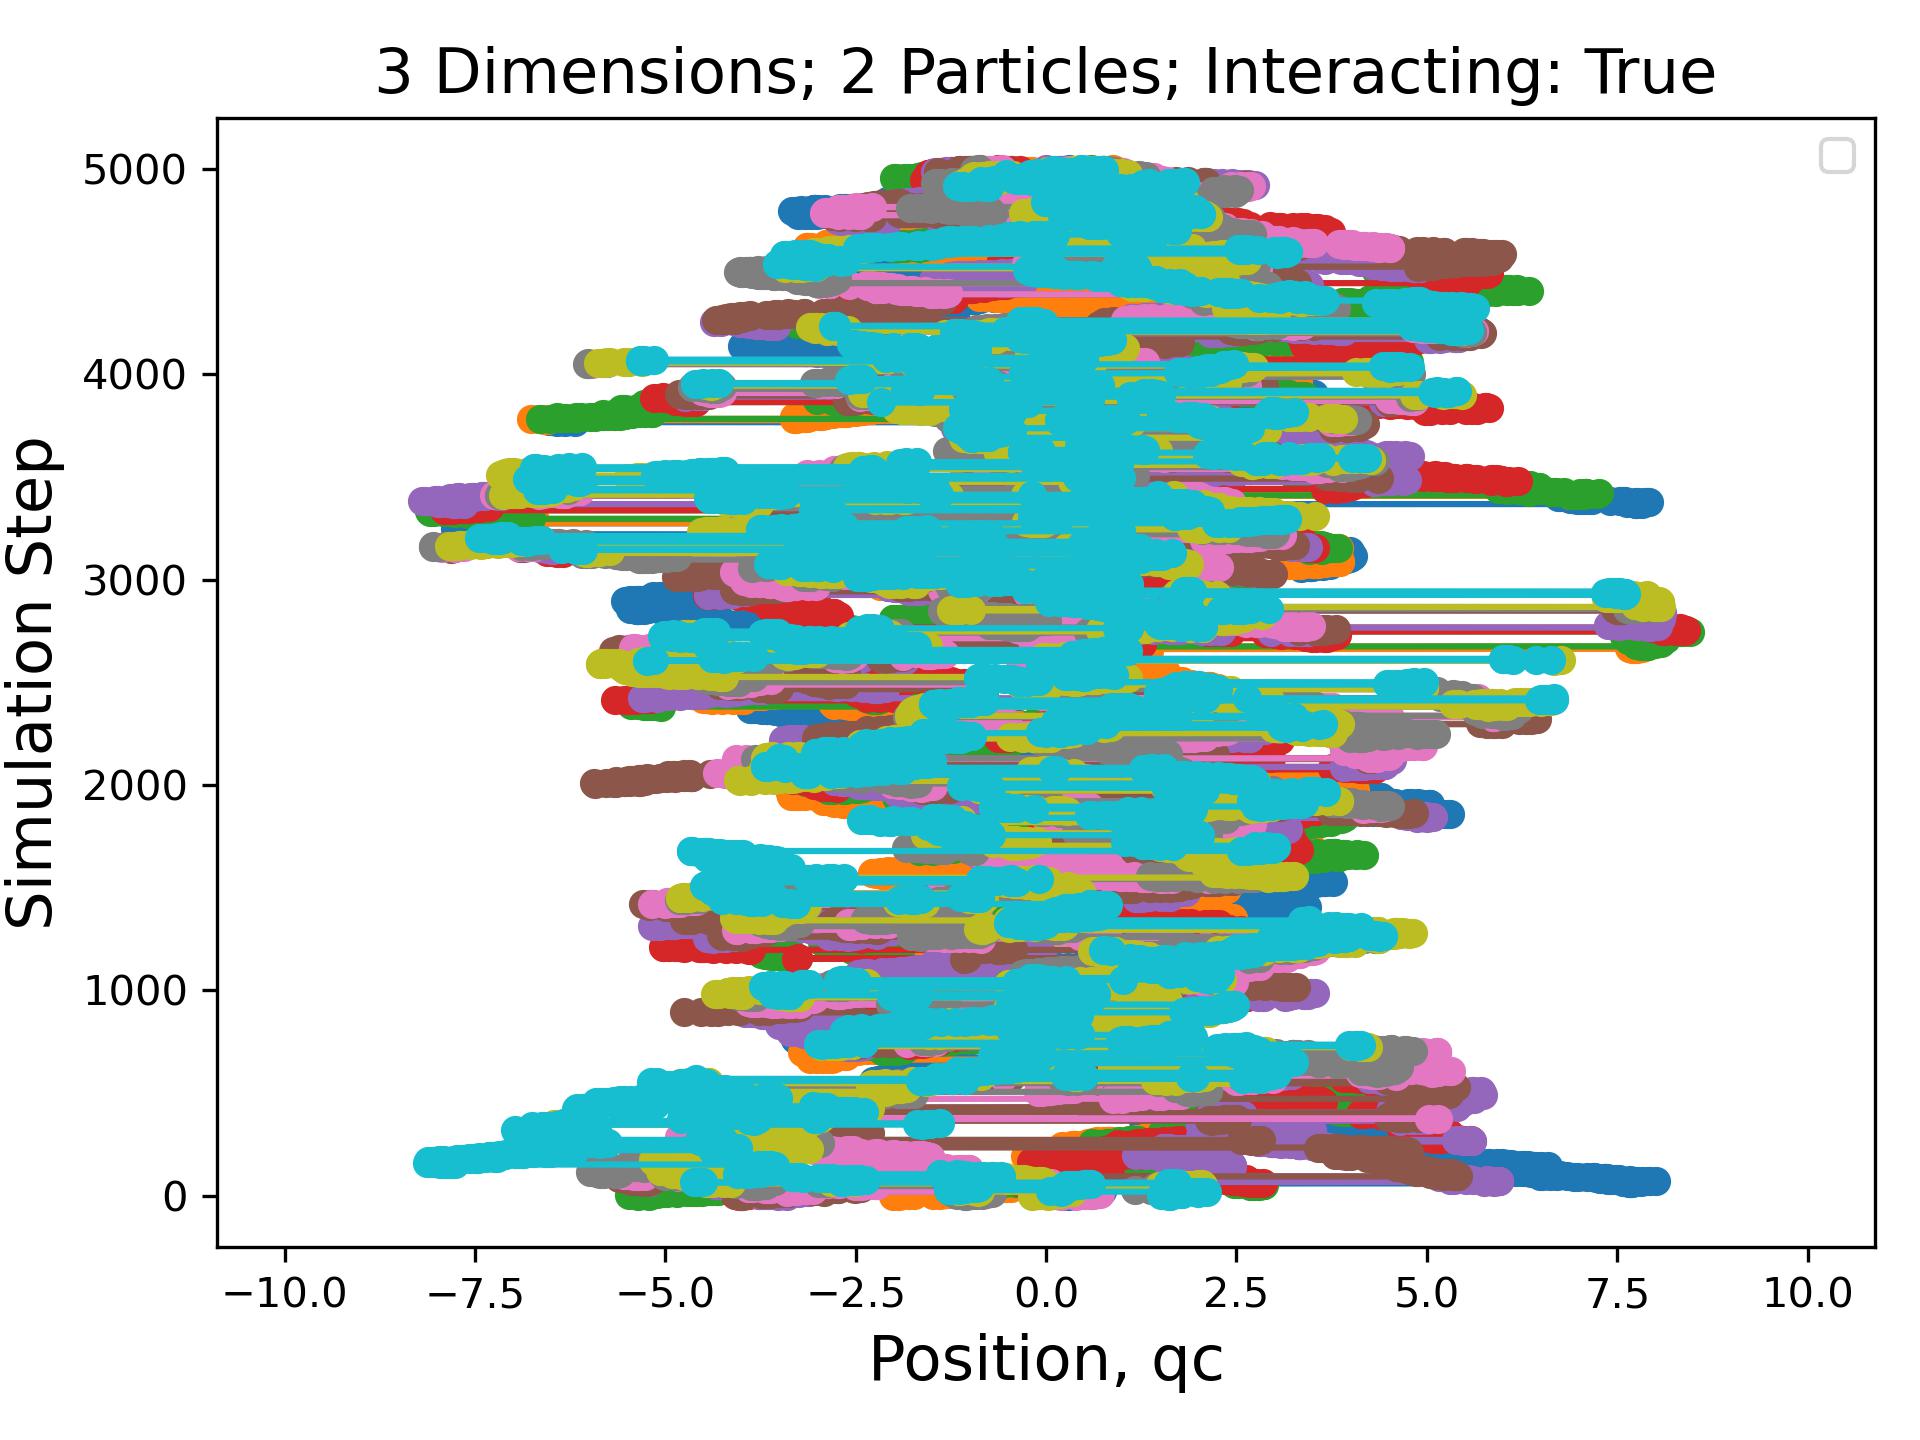 3 Dimensions; 2 Particles; Interacting: True
Simulation Step
5000
4000
3000
2000
1000
0
−10.0 −7.5 −5.0 −2.5 0.0 2.5 5.0 7.5 10.0
Position, qc